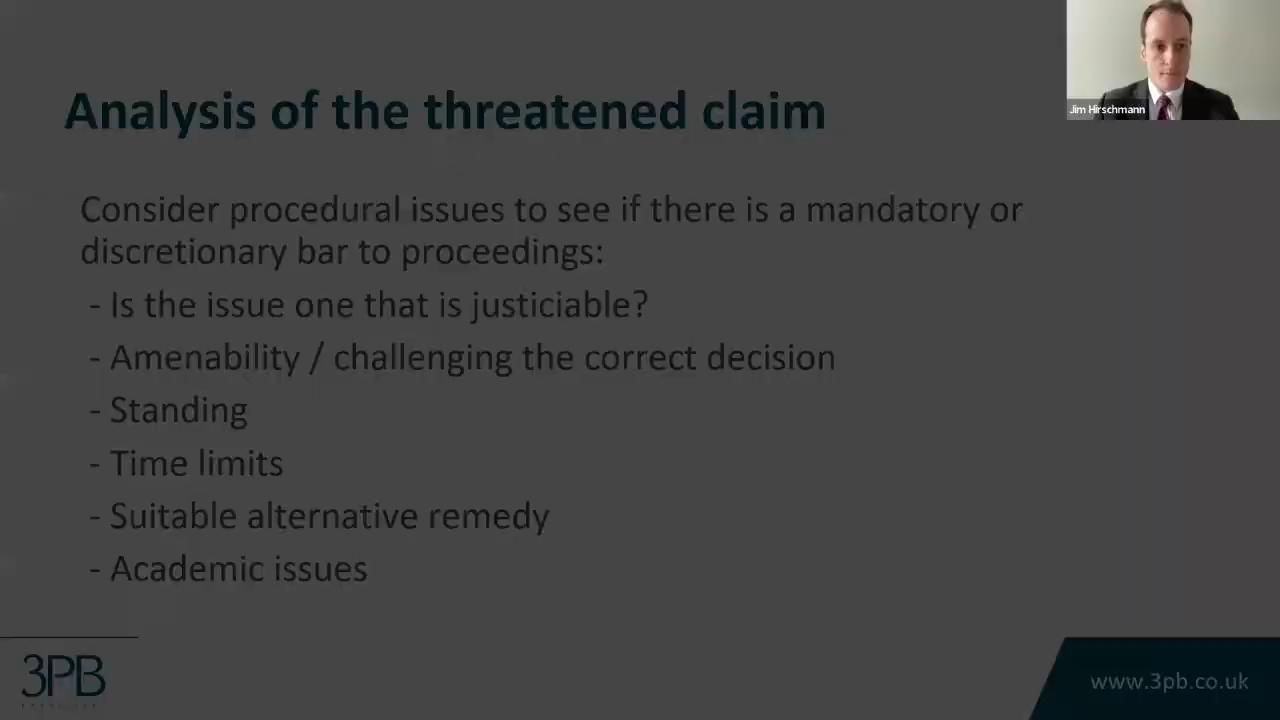 Jim Hirschmann
Analysis of the threatened claim
Consider procedural issues to see if there is a mandatory or
discretionary bar to proceedings:
- Is the issue one that is justiciable?
- Amenability / challenging the correct decision
- Standing
- Time limits
- Suitable alternative remedy
- Academic issues
3PB
www.3pb.co.uk